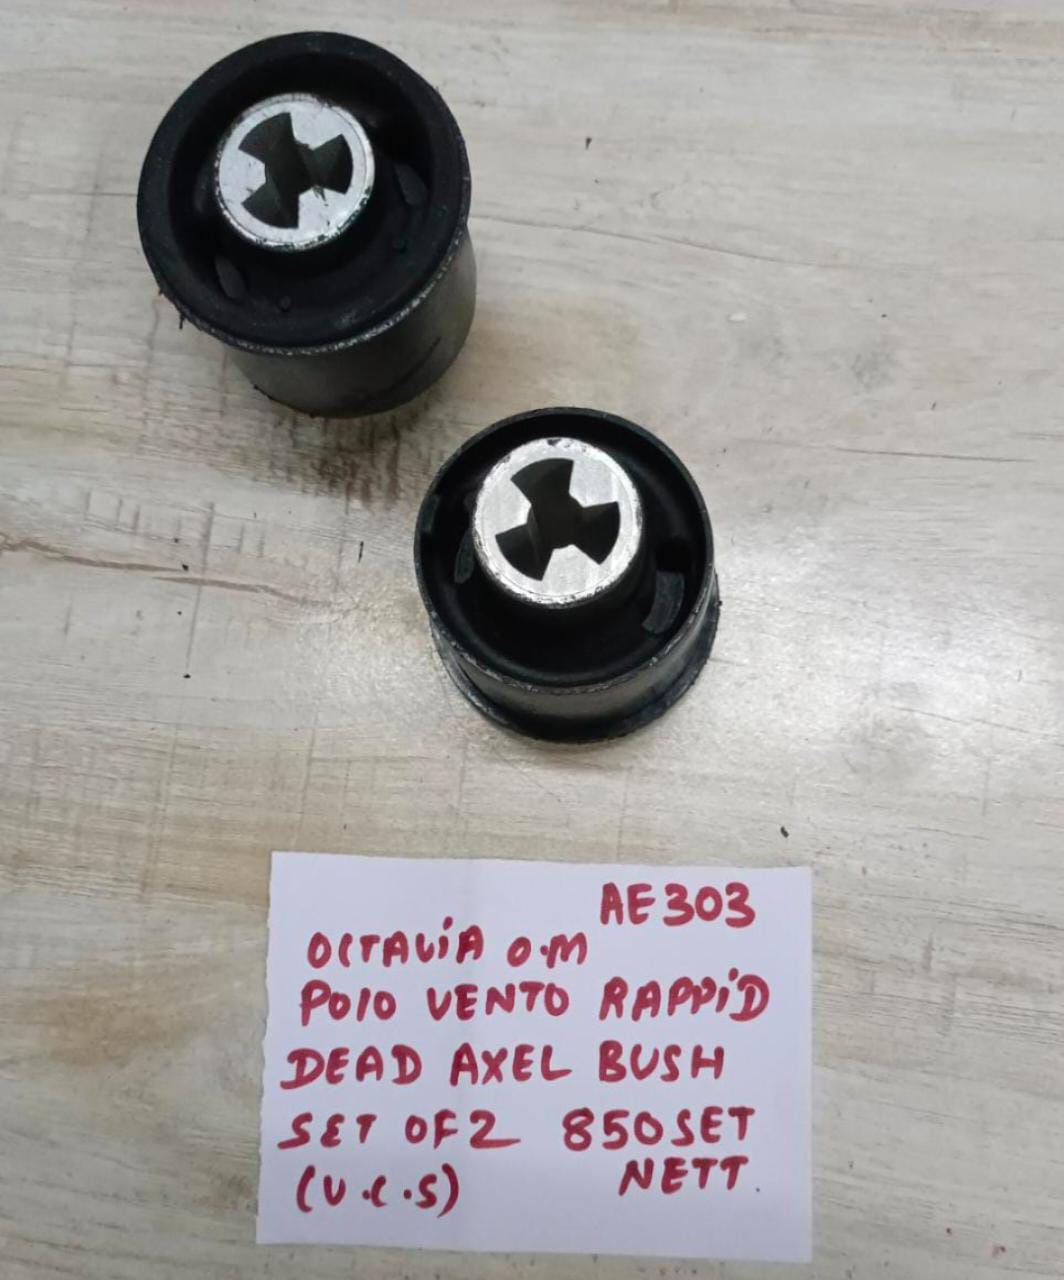 AE303
OCTAViA O.M
POlO VENTO RAPPiD
DEAD AXEL BUSH
SET OF 2 850 SET
(U.C.S) NETT.